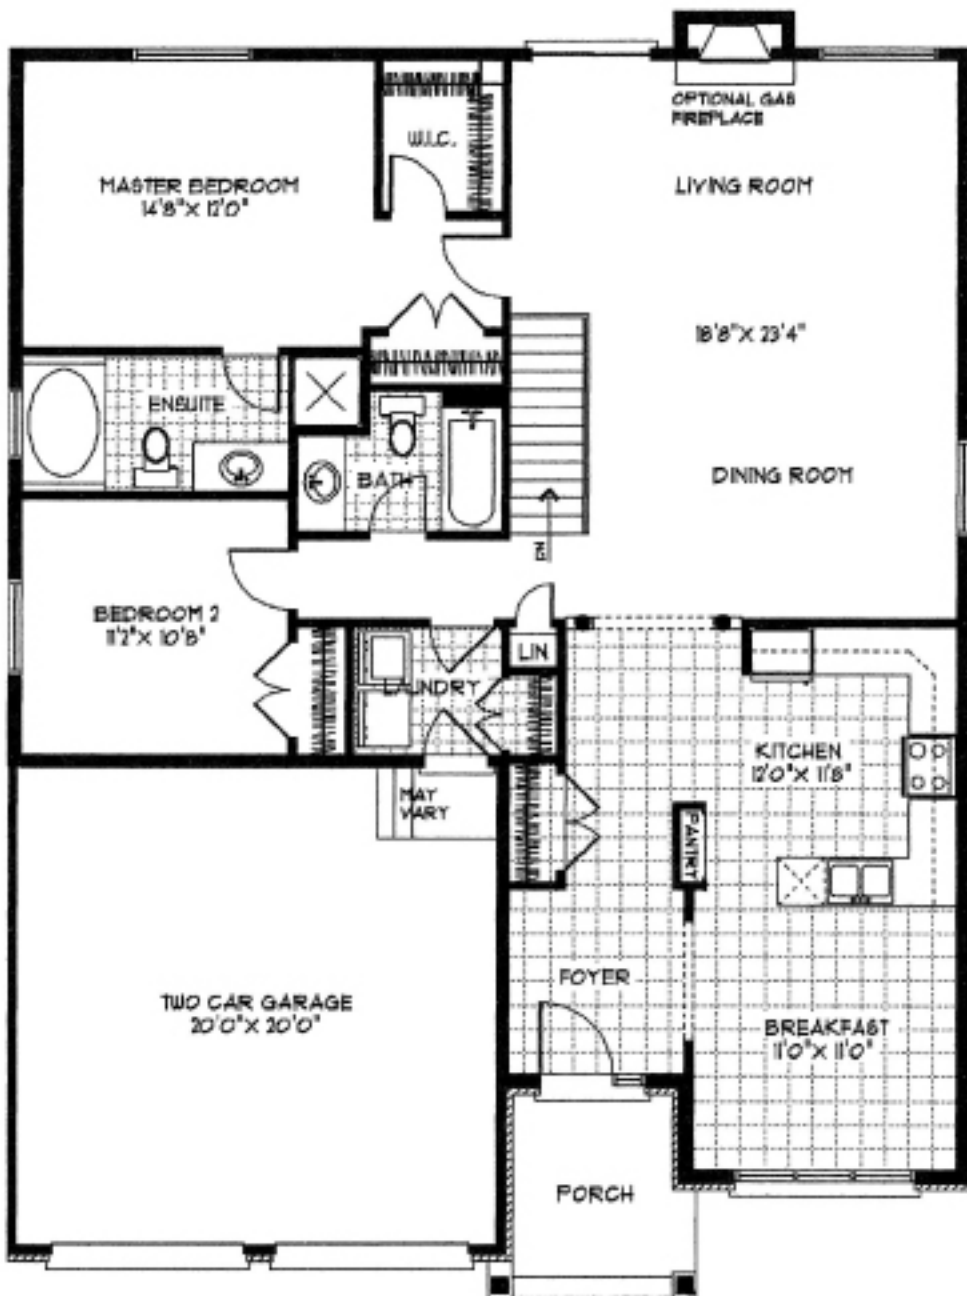 OPTIONAL GAS
FIREPLACE
W.I.C.
MASTER BEDROOM
14'8" X 12'0"
LIVING ROOM
18'8" X 23'4"
ENSUITE
BATH
DINING ROOM
DN
BEDROOM 2
11'2" X 10'8"
LIN
LAUNDRY
KITCHEN
12'0" X 11'8"
MAY
VARY
PANTRY
FOYER
TWO CAR GARAGE
20'0" X 20'0"
BREAKFAST
11'0" X 11'0"
PORCH